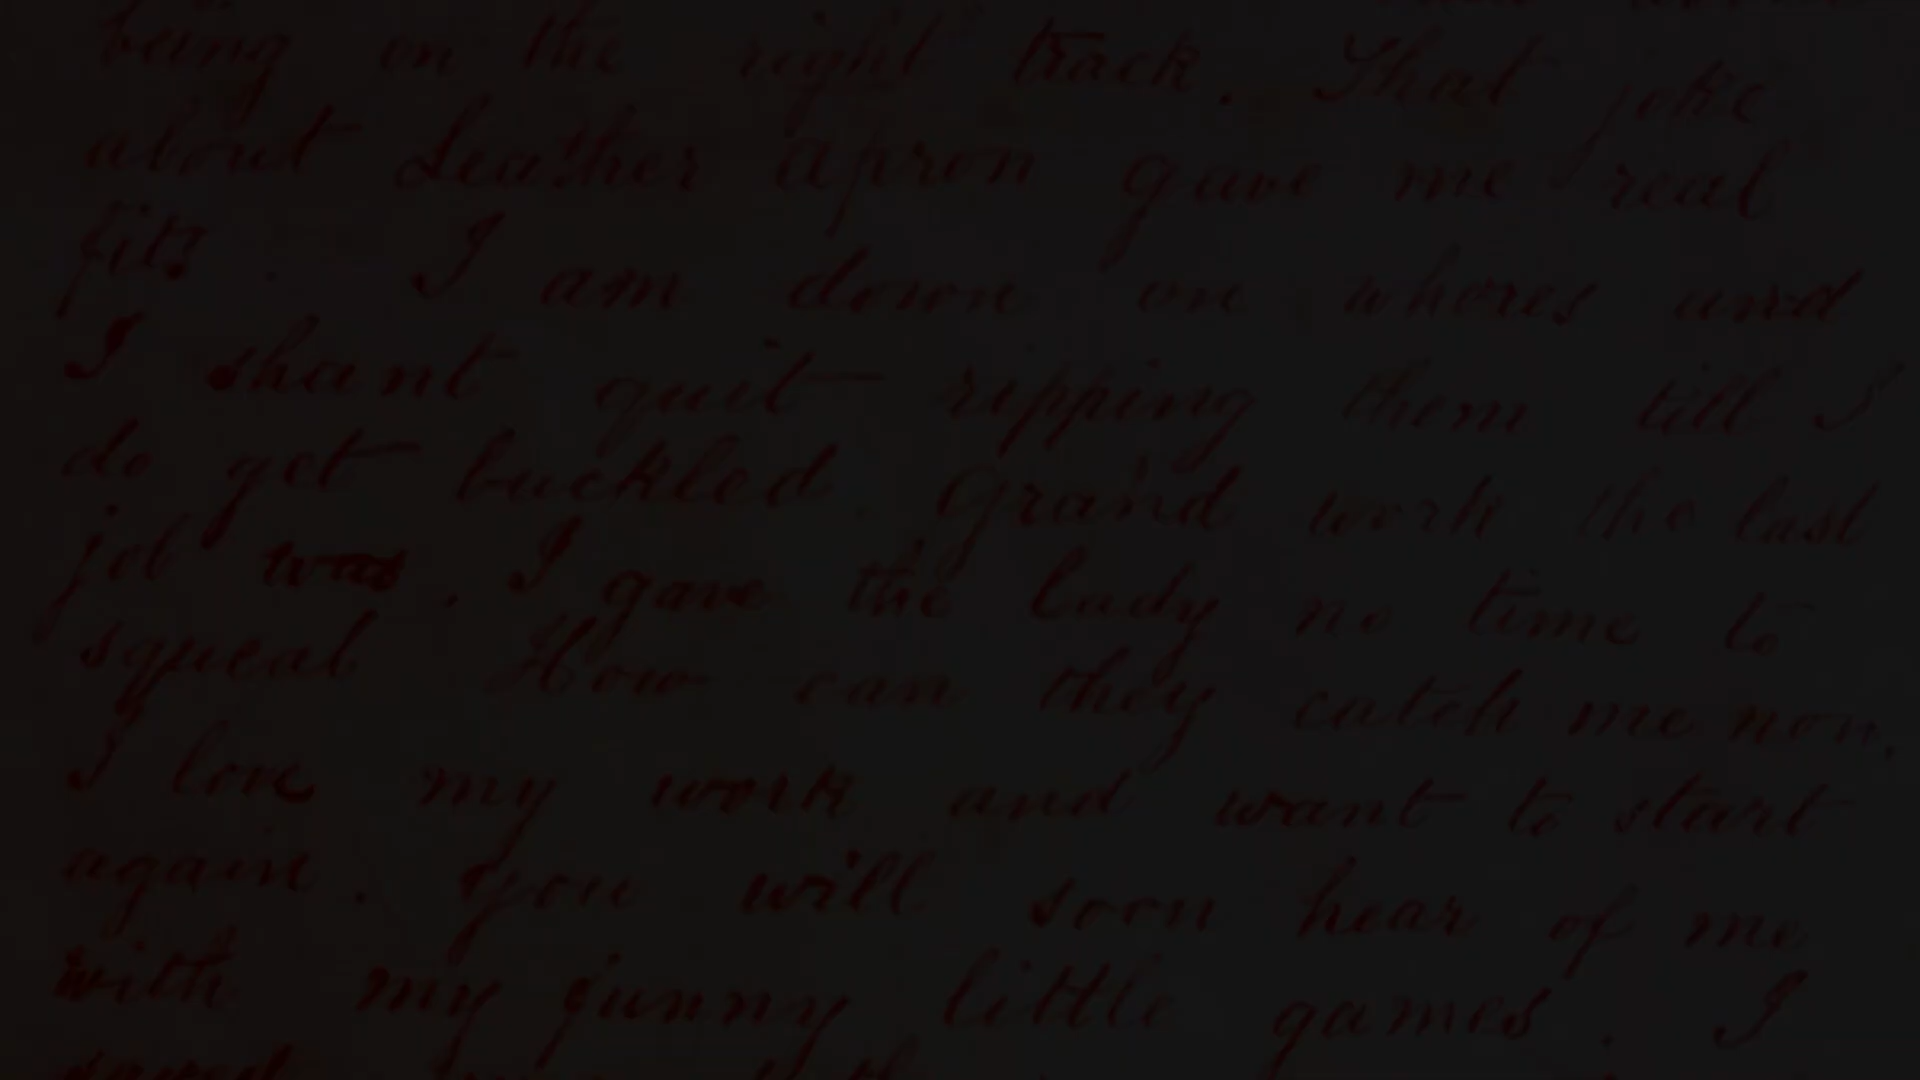 being on the right track. That joke
about Leather apron gave me real
fits. I am down on whores and
I shant quit ripping them till I
do get buckled. Grand work the last
job was. I gave the lady no time to
squeal. How can they catch me now.
I love my work and want to start
again. You will soon hear of me
with my funny little games. I